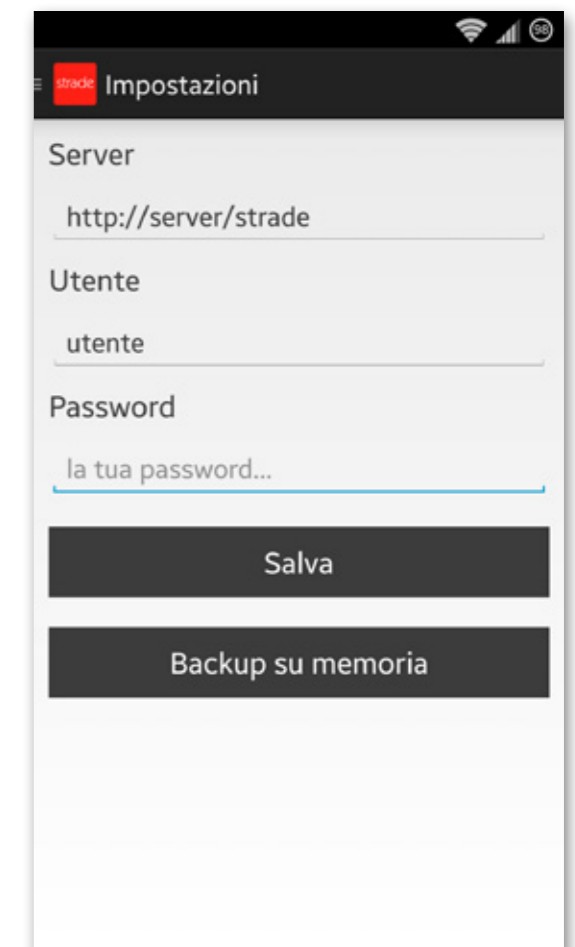 98
strade Impostazioni
Server
http://server/strade
Utente
utente
Password
la tua password...
Salva
Backup su memoria